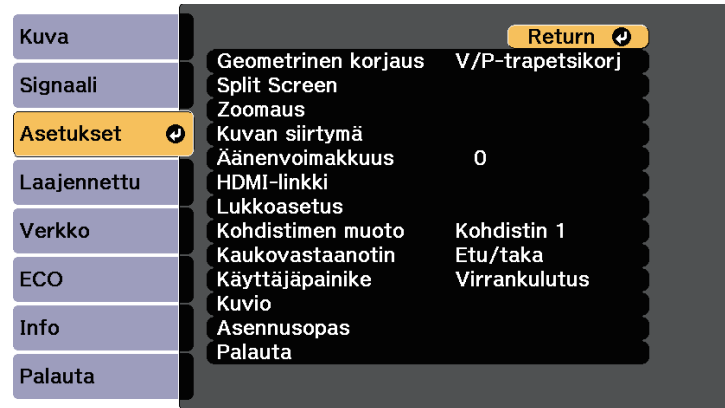 Kuva
Signaali
Asetukset
Laajennettu
Verkko
ECO
Info
Palauta
Return
Geometrinen korjaus V/P-trapetsikorj
Split Screen
Zoomaus
Kuvan siirtymä
Äänenvoimakkuus 0
HDMI-linkki
Lukkoasetus
Kohdistimen muoto Kohdistin 1
Kaukovastaanotin Etu/taka
Käyttäjäpainike Virrankulutus
Kuvio
Asennusopas
Palauta